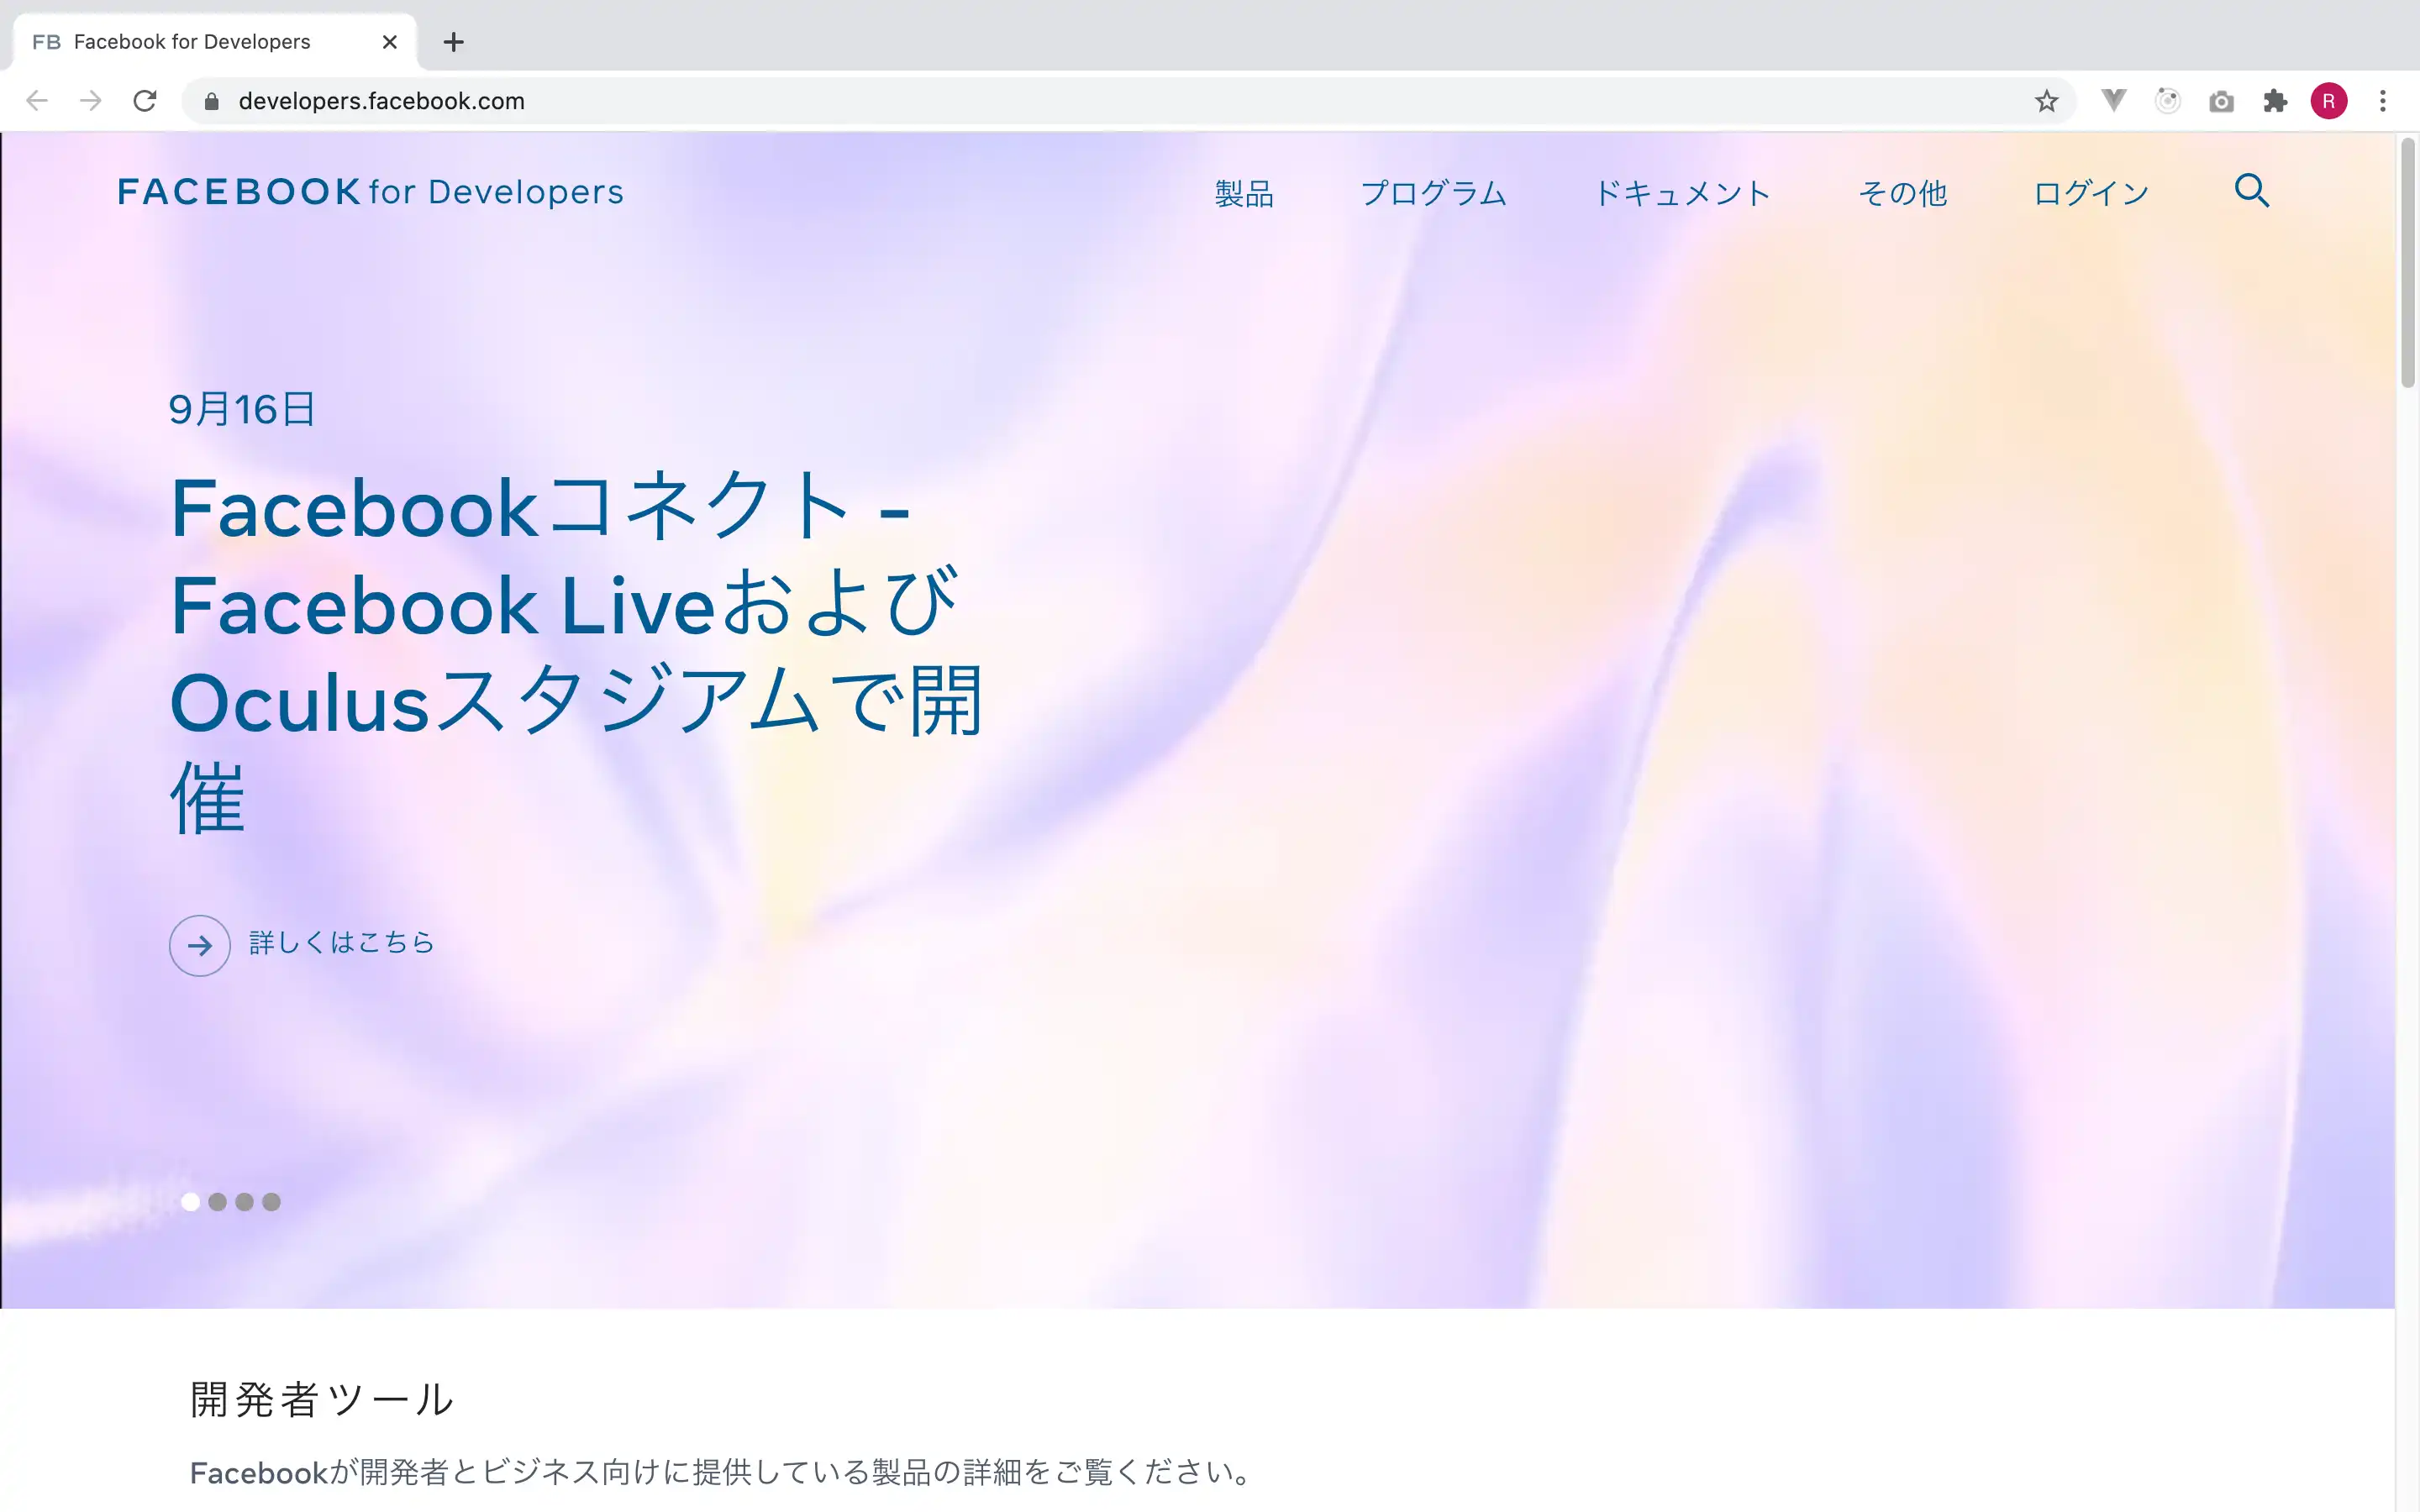 FB Facebook for Developers
developers.facebook.com
R
FACEBOOK for Developers
製品 プログラム ドキュメント その他 ログイン
9月16日
Facebookコネクト -
Facebook Liveおよび
Oculusスタジアムで開
催
詳しくはこちら
開発者ツール
Facebookが開発者とビジネス向けに提供している製品の詳細をご覧ください。